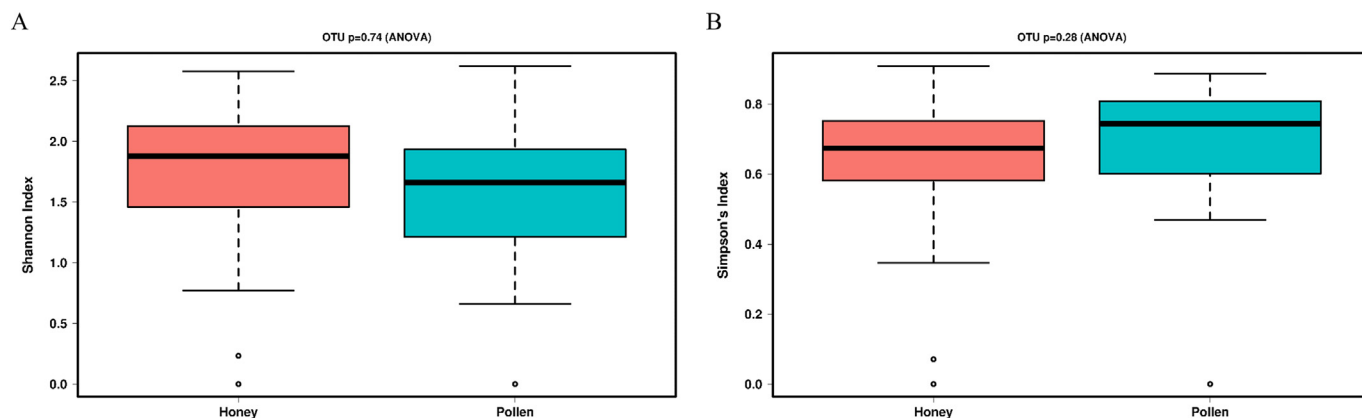 A
OTU p=0.74 (ANOVA)
Shannon Index
2.5
2.0
1.5
1.0
0.5
0.0
Honey
Pollen
B
OTU p=0.28 (ANOVA)
Simpson's Index
0.8
0.6
0.4
0.2
0.0
Honey
Pollen